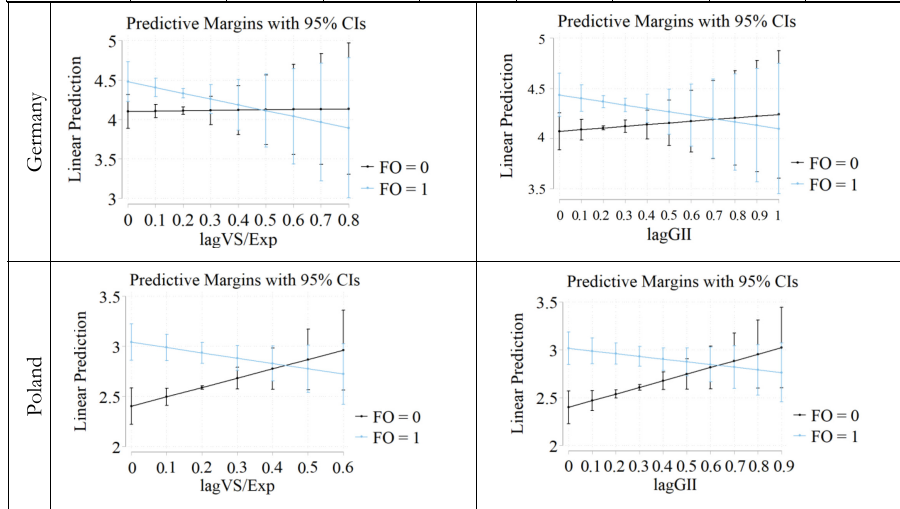 Germany
Predictive Margins with 95% CIs
Linear Prediction
5
4.5
4
3.5
3
0 0.1 0.2 0.3 0.4 0.5 0.6 0.7 0.8
lagVS/Exp
FO = 0
FO = 1
Predictive Margins with 95% CIs
Linear Prediction
5
4.5
4
3.5
0 0.1 0.2 0.3 0.4 0.5 0.6 0.7 0.8 0.9 1
lagGII
FO = 0
FO = 1
Poland
Predictive Margins with 95% CIs
Linear Prediction
3.5
3
2.5
2
0 0.1 0.2 0.3 0.4 0.5 0.6
lagVS/Exp
FO = 0
FO = 1
Predictive Margins with 95% CIs
Linear Prediction
3.5
3
2.5
2
0 0.1 0.2 0.3 0.4 0.5 0.6 0.7 0.8 0.9
lagGII
FO = 0
FO = 1